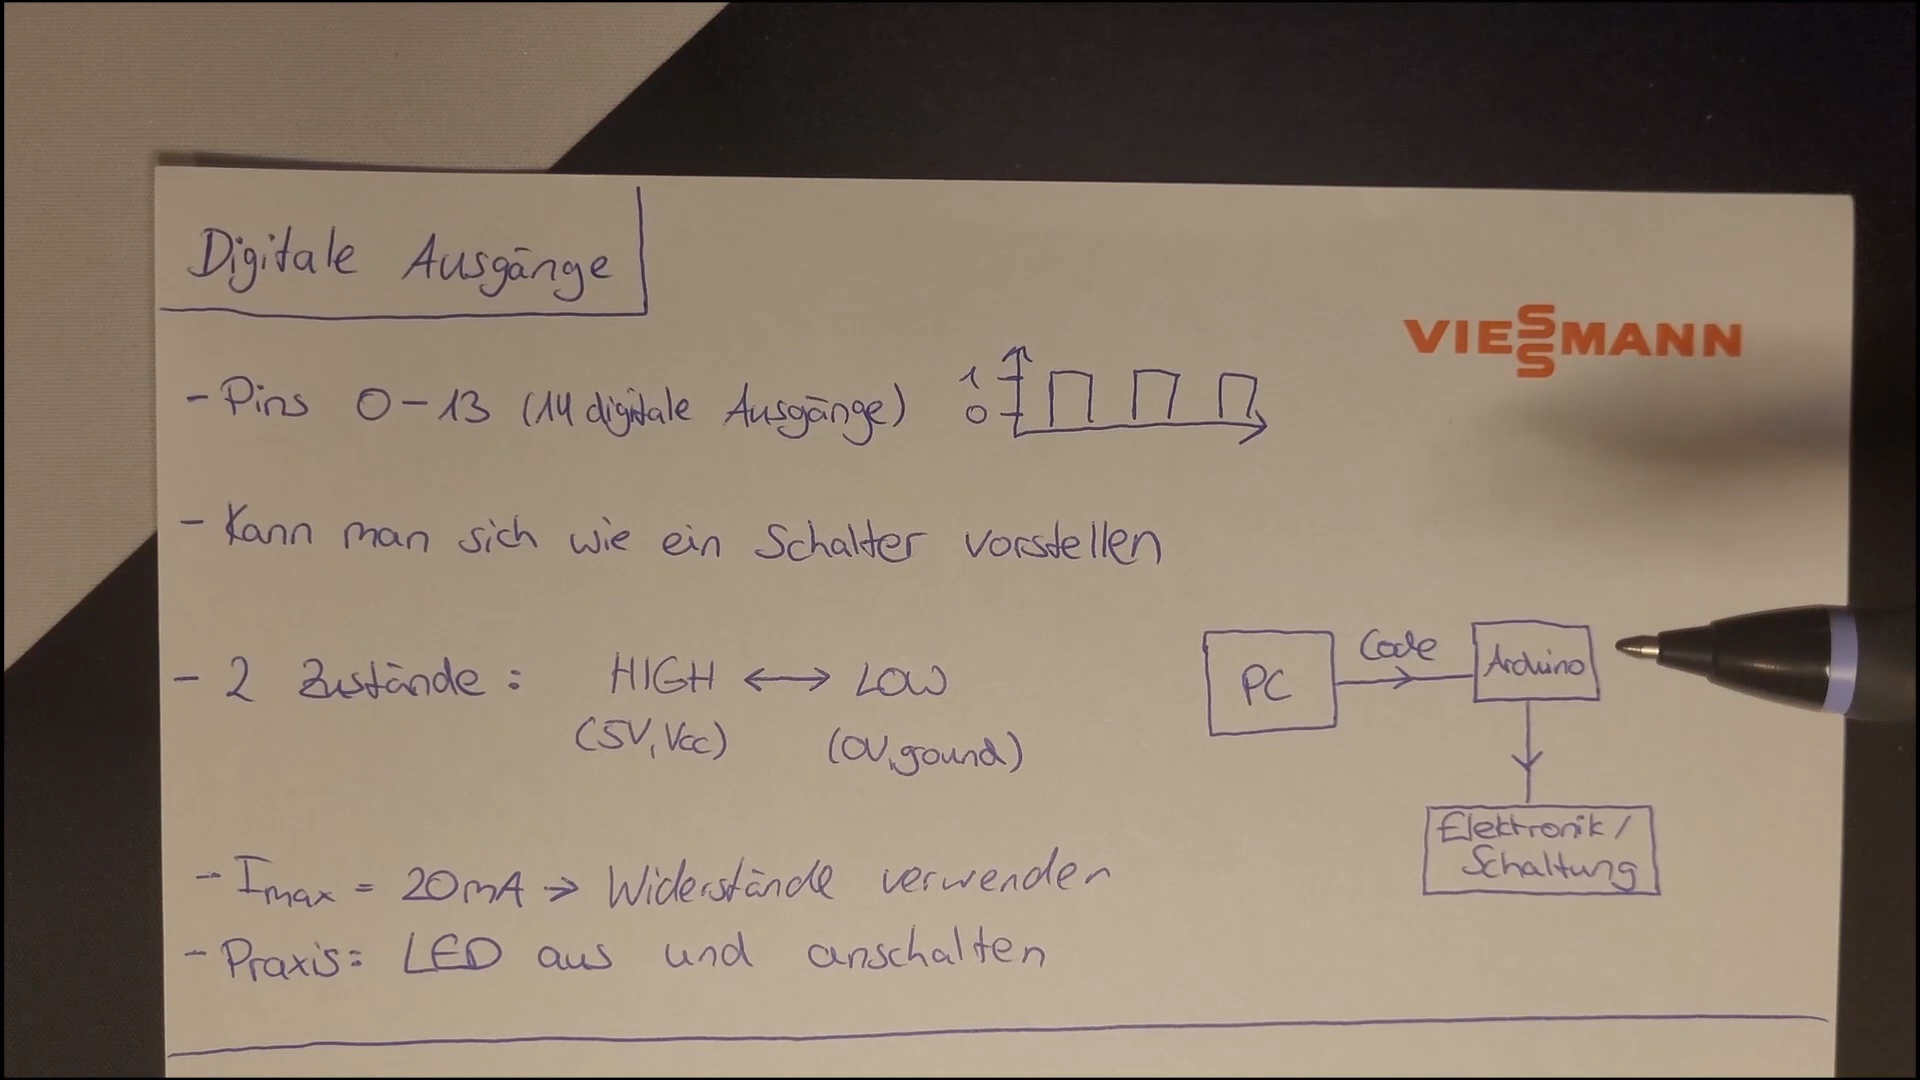 Digitale Ausgänge
VIESSMANN
- Pins 0-13 (14 digitale Ausgänge)
1
0
- Kann man sich wie ein Schalter vorstellen
- 2 Zustände: HIGH ↔ LOW
(5V, Vcc) (0V, gound)
PC
Code
Arduino
Elektronik/
Schaltung
- Imax = 20mA → Widerstände verwenden
- Praxis: LED aus und anschalten